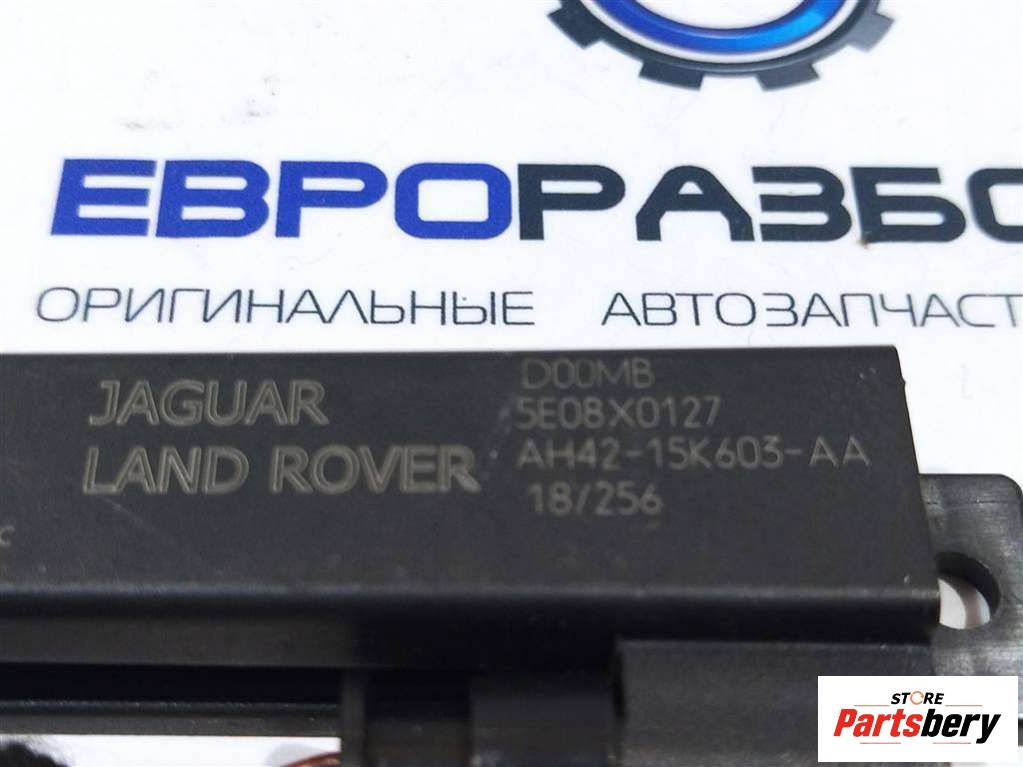 ЕВРОРАЗБО
ОРИГИНАЛЬНЫЕ АВТОЗАПЧАСТ
JAGUAR
LAND ROVER
D00MB
5E08X0127
AH42-15K603-AA
18/256
c
STORE
Partsbery